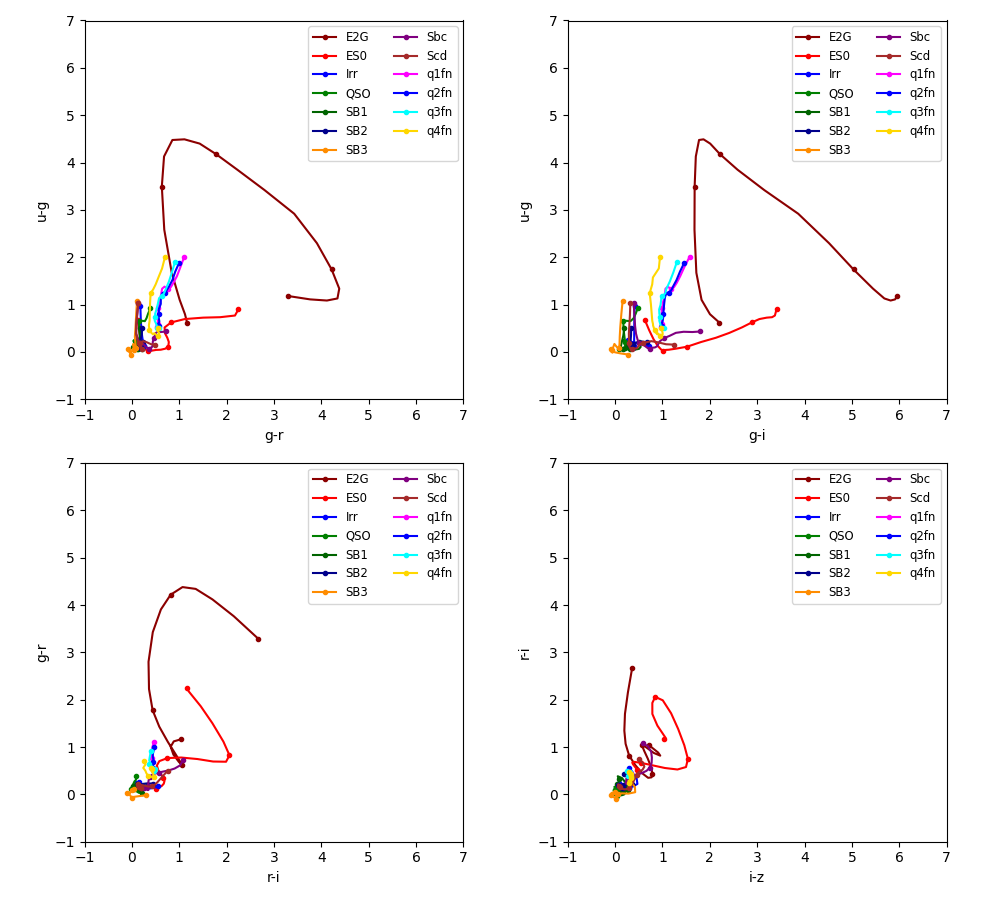 7
6
5
4
3
2
1
0
−1
u-g
−1 0 1 2 3 4 5 6 7
g-r
E2G
ES0
Irr
QSO
SB1
SB2
SB3
Sbc
Scd
q1fn
q2fn
q3fn
q4fn
7
6
5
4
3
2
1
0
−1
u-g
−1 0 1 2 3 4 5 6 7
g-i
E2G
ES0
Irr
QSO
SB1
SB2
SB3
Sbc
Scd
q1fn
q2fn
q3fn
q4fn
7
6
5
4
3
2
1
0
−1
g-r
−1 0 1 2 3 4 5 6 7
r-i
E2G
ES0
Irr
QSO
SB1
SB2
SB3
Sbc
Scd
q1fn
q2fn
q3fn
q4fn
7
6
5
4
3
2
1
0
−1
r-i
−1 0 1 2 3 4 5 6 7
i-z
E2G
ES0
Irr
QSO
SB1
SB2
SB3
Sbc
Scd
q1fn
q2fn
q3fn
q4fn